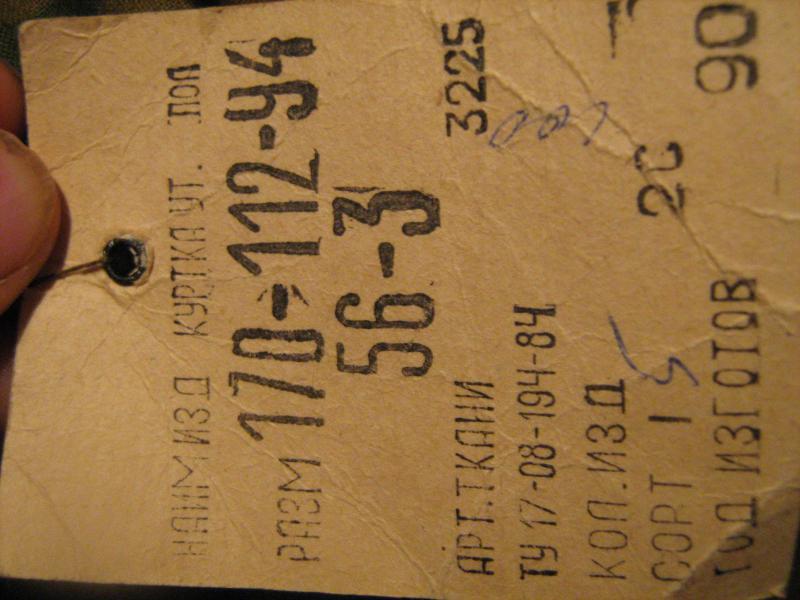 НАИМ ИЗД КУРТКА УТ. ПОЛ
РАЗМ 170-112-94
56-3
АРТ.ТКАНИ 3225
ТУ 17-08-194-84
КОЛ.ИЗД
СОРТ 1 2С
ГОД ИЗГОТОВ 90